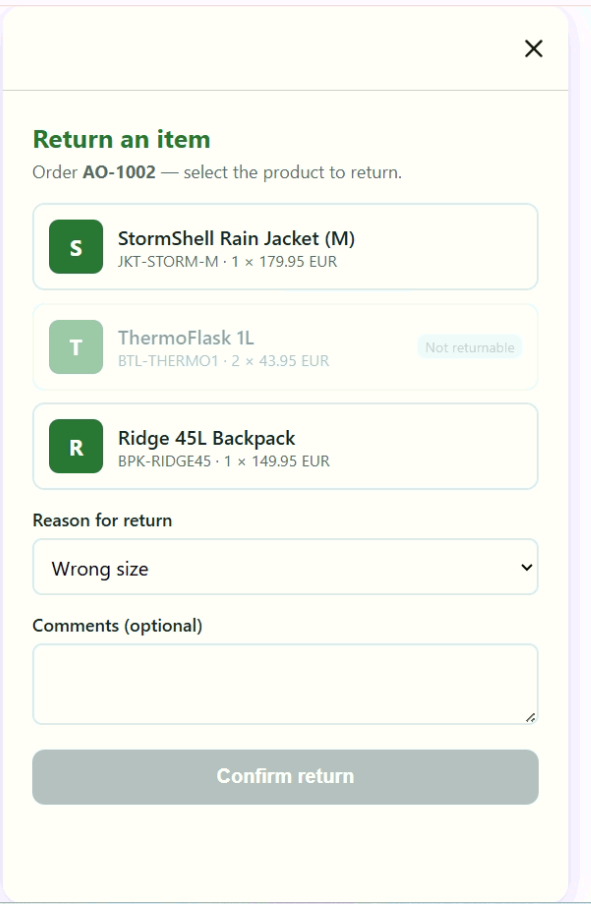 Return an item
Order AO-1002 — select the product to return.
S
StormShell Rain Jacket (M)
JKT-STORM-M · 1 × 179.95 EUR
T
ThermoFlask 1L
BTL-THERMO1 · 2 × 43.95 EUR
Not returnable
R
Ridge 45L Backpack
BPK-RIDGE45 · 1 × 149.95 EUR
Reason for return
Wrong size
Comments (optional)
Confirm return